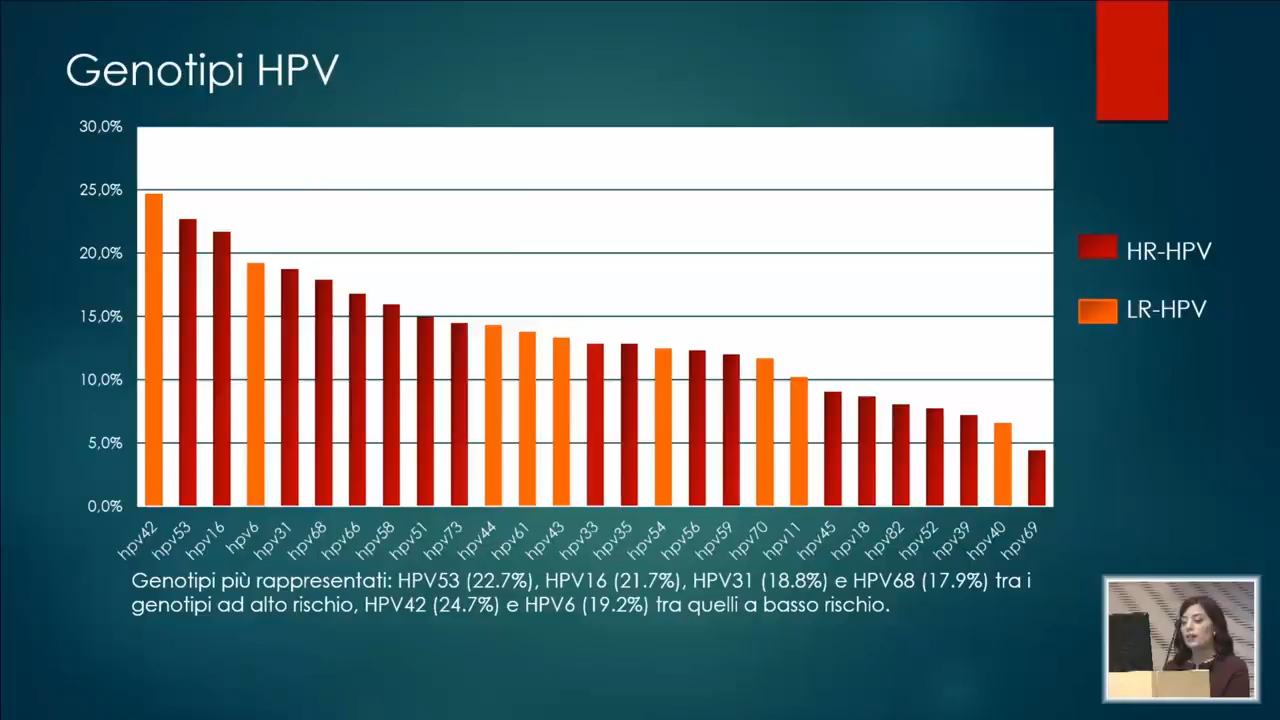 Genotipi HPV
30,0%
25,0%
20,0%
15,0%
10,0%
5,0%
0,0%
hpv42 hpv53 hpv16 hpv6 hpv31 hpv68 hpv66 hpv58 hpv51 hpv73 hpv44 hpv61 hpv43 hpv33 hpv35 hpv54 hpv56 hpv59 hpv70 hpv11 hpv45 hpv18 hpv82 hpv52 hpv39 hpv40 hpv69
HR-HPV
LR-HPV
Genotipi più rappresentati: HPV53 (22.7%), HPV16 (21.7%), HPV31 (18.8%) e HPV68 (17.9%) tra i
genotipi ad alto rischio, HPV42 (24.7%) e HPV6 (19.2%) tra quelli a basso rischio.